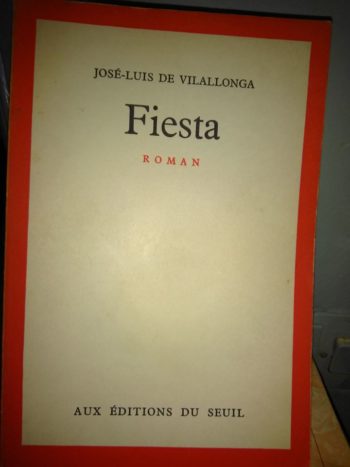 JOSÉ-LUIS DE VILALLONGA
Fiesta
ROMAN
AUX ÉDITIONS DU SEUIL